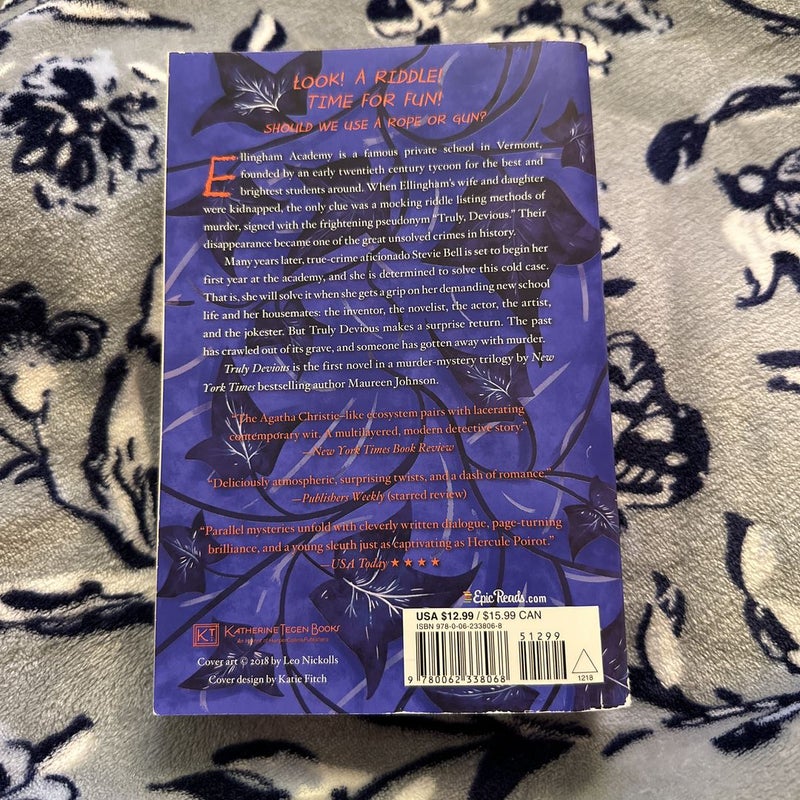 LOOK! A RIDDLE!
TIME FOR FUN!
SHOULD WE USE A ROPE OR GUN?
Ellingham Academy is a famous private school in Vermont,
founded by an early twentieth century tycoon for the best and
brightest students around. When Ellingham's wife and daughter
were kidnapped, the only clue was a mocking riddle listing methods of
murder, signed with the frightening pseudonym "Truly, Devious." Their
disappearance became one of the great unsolved crimes in history.
Many years later, true-crime aficionado Stevie Bell is set to begin her
first year at the academy, and she is determined to solve this cold case.
That is, she will solve it when she gets a grip on her demanding new school
life and her housemates: the inventor, the novelist, the actor, the artist,
and the jokester. But Truly Devious makes a surprise return. The past
has crawled out of its grave, and someone has gotten away with murder.
Truly Devious is the first novel in a murder-mystery trilogy by New
York Times bestselling author Maureen Johnson.
"The Agatha Christie–like ecosystem pairs with lacerating
contemporary wit. A multilayered, modern detective story."
—New York Times Book Review
"Deliciously atmospheric, surprising twists, and a dash of romance."
—Publishers Weekly (starred review)
"Parallel mysteries unfold with cleverly written dialogue, page-turning
brilliance, and a young sleuth just as captivating as Hercule Poirot."
—USA Today ★★★★
EpicReads.com
KT KATHERINE TEGEN BOOKS
An Imprint of HarperCollinsPublishers
Cover art © 2018 by Leo Nickolls
Cover design by Katie Fitch
USA $12.99 / $15.99 CAN
ISBN 978-0-06-233806-8
51299
9 780062 338068
1218